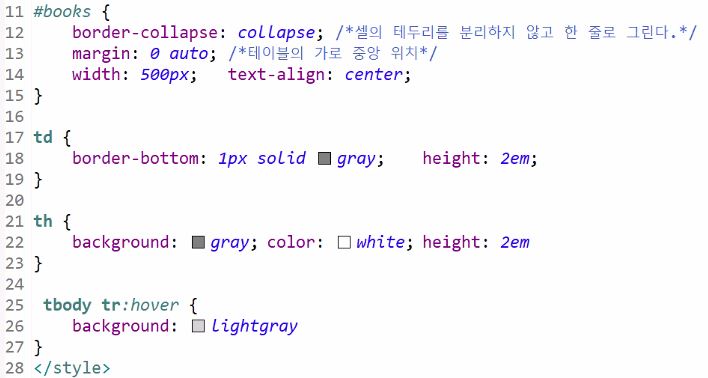 11 #books {
12     border-collapse: collapse; /*셀의 테두리를 분리하지 않고 한 줄로 그린다.*/
13     margin: 0 auto; /*테이블의 가로 중앙 위치*/
14     width: 500px;   text-align: center;
15 }
16
17 td {
18     border-bottom: 1px solid gray;    height: 2em;
19 }
20
21 th {
22     background: gray; color: white; height: 2em
23 }
24
25  tbody tr:hover {
26     background: lightgray
27 }
28 </style>